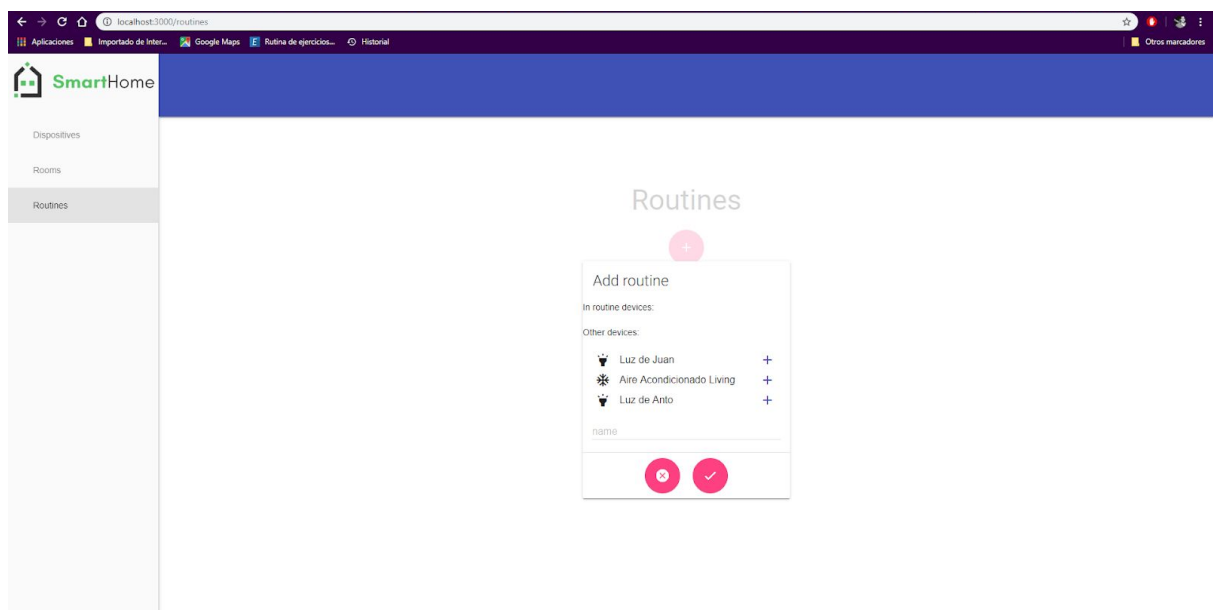 localhost:3000/routines
Aplicaciones Importado de Inter... Google Maps Rutina de ejercicios... Historial Otros marcadores
SmartHome
Dispositives
Rooms
Routines
Routines
Add routine
In routine devices:
Other devices:
Luz de Juan
Aire Acondicionado Living
Luz de Anto
name